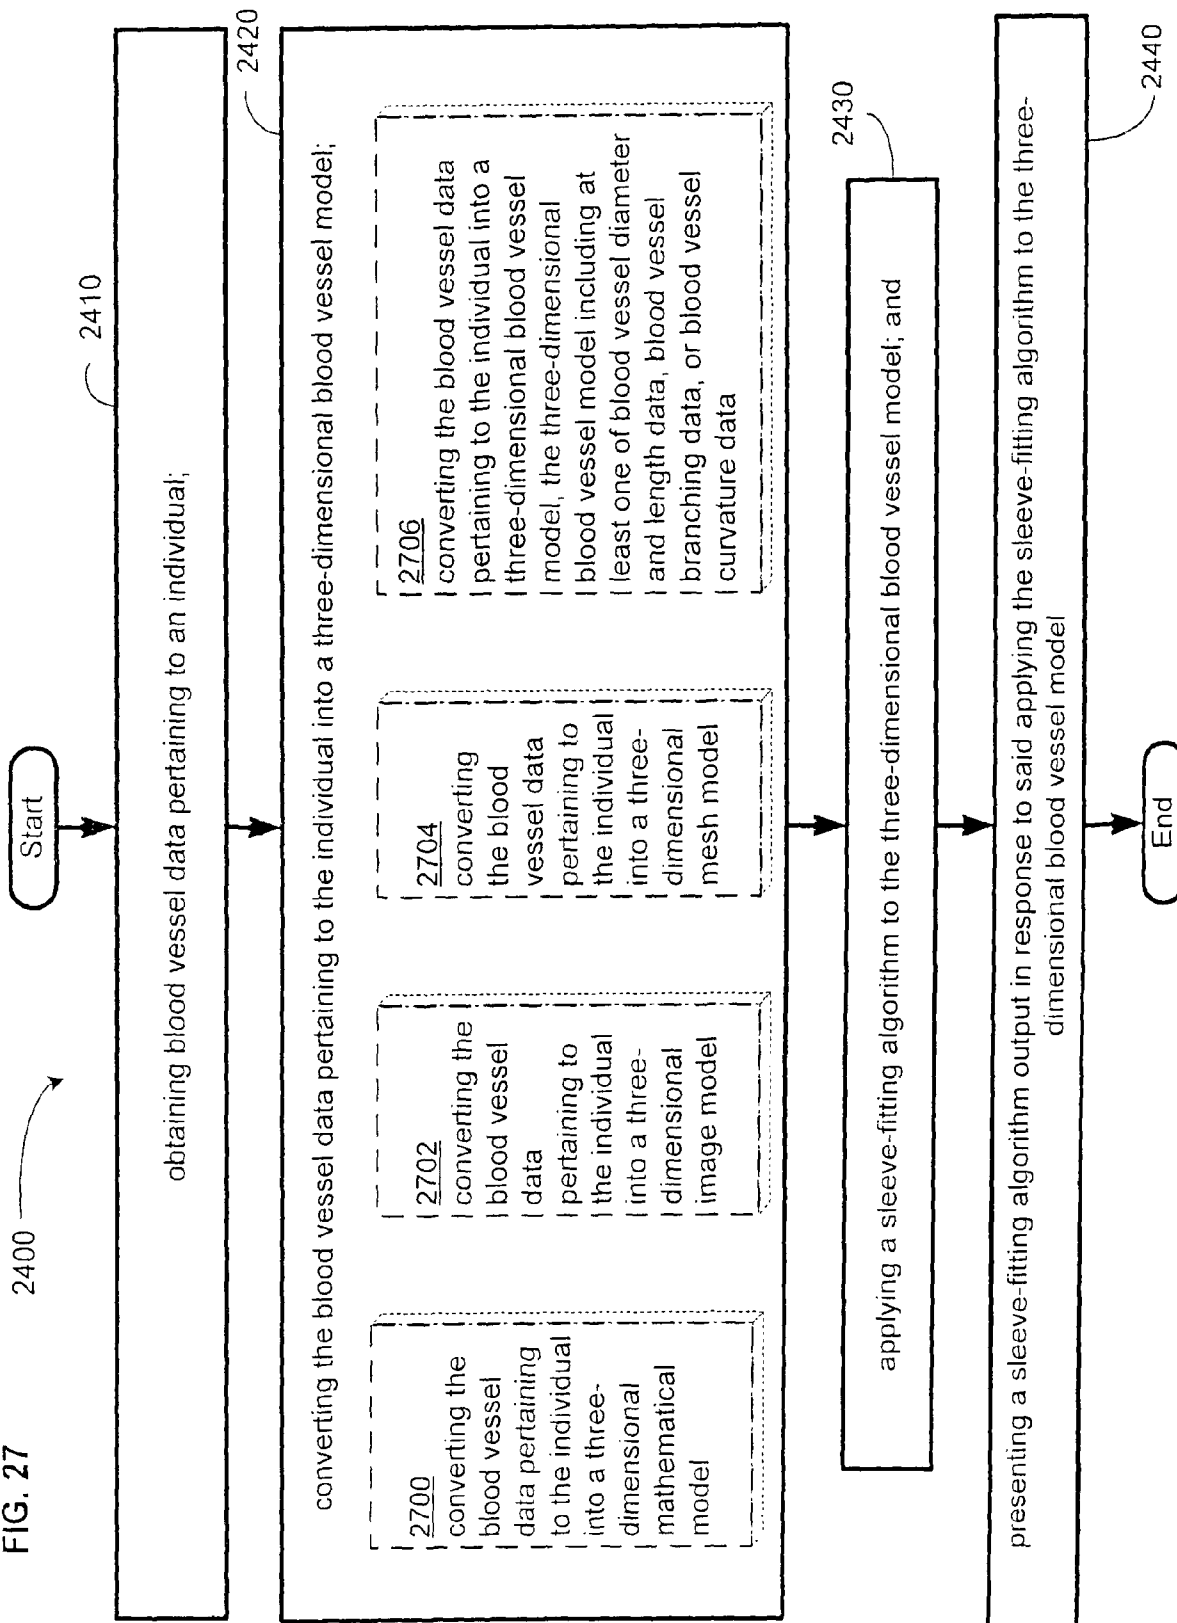 FIG. 27
2400
Start
2410
obtaining blood vessel data pertaining to an individual;
2420
converting the blood vessel data pertaining to the individual into a three-dimensional blood vessel model;
2700
converting the
blood vessel
data pertaining
to the individual
into a three-
dimensional
mathematical
model
2702
converting the
blood vessel
data
pertaining to
the individual
into a three-
dimensional
image model
2704
converting
the blood
vessel data
pertaining to
the individual
into a three-
dimensional
mesh model
2706
converting the blood vessel data
pertaining to the individual into a
three-dimensional blood vessel
model, the three-dimensional
blood vessel model including at
least one of blood vessel diameter
and length data, blood vessel
branching data, or blood vessel
curvature data
2430
applying a sleeve-fitting algorithm to the three-dimensional blood vessel model; and
2440
presenting a sleeve-fitting algorithm output in response to said applying the sleeve-fitting algorithm to the three-
dimensional blood vessel model
End